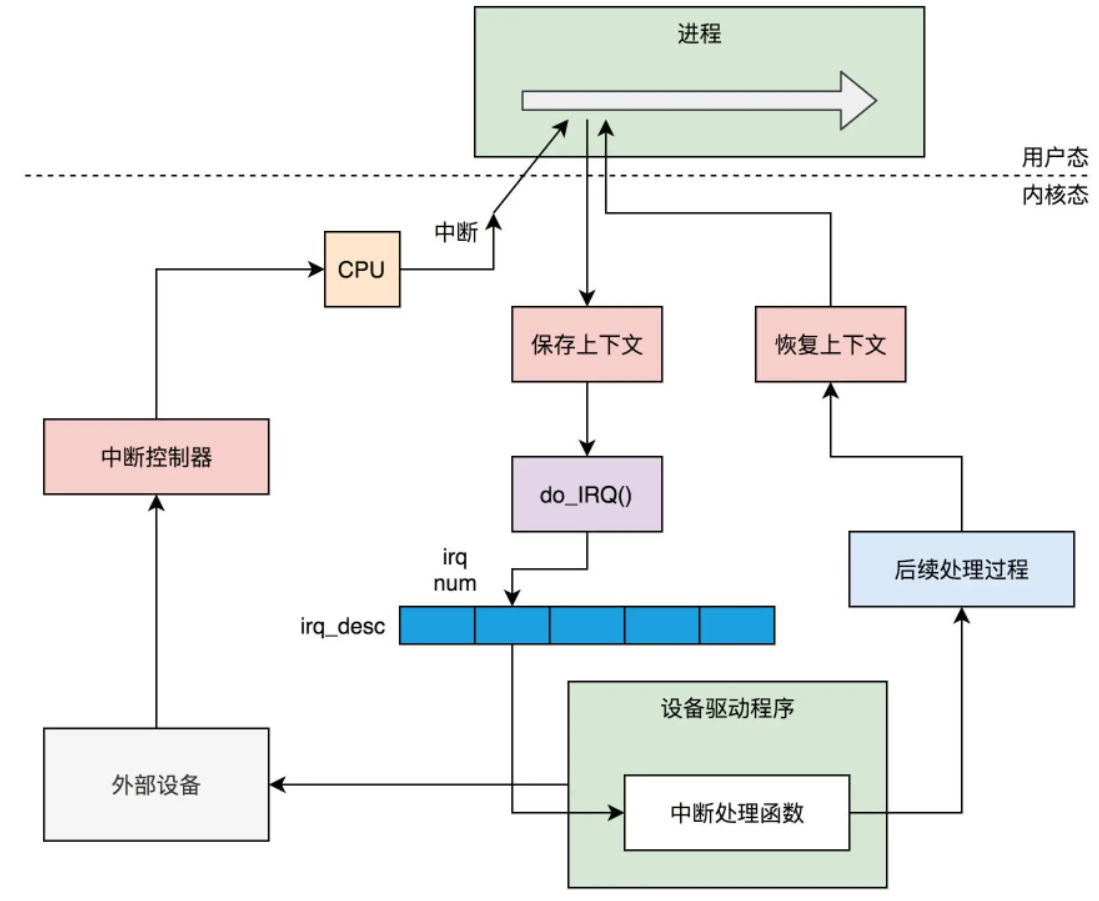 进程
用户态
内核态
中断
CPU
保存上下文
恢复上下文
中断控制器
do_IRQ()
irq
num
后续处理过程
irq_desc
设备驱动程序
外部设备
中断处理函数